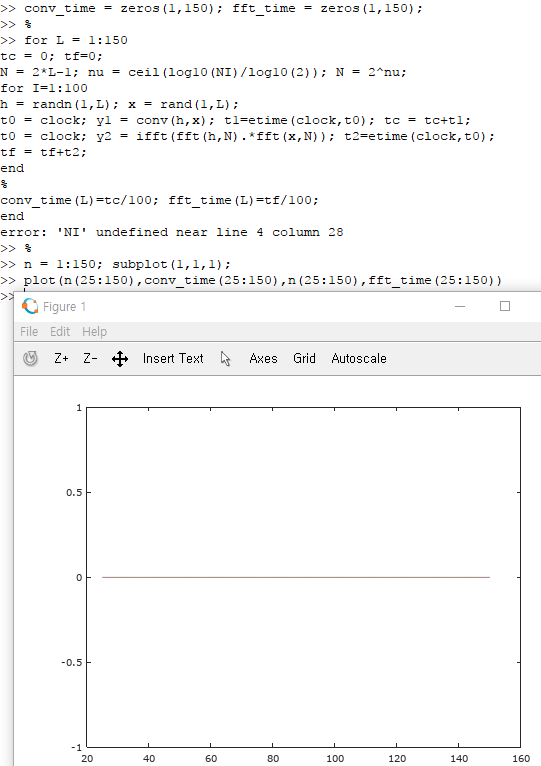 >> conv_time = zeros(1,150); fft_time = zeros(1,150);
>> %
>> for L = 1:150
tc = 0; tf=0;
N = 2*L-1; nu = ceil(log10(NI)/log10(2)); N = 2^nu;
for I=1:100
h = randn(1,L); x = rand(1,L);
t0 = clock; y1 = conv(h,x); t1=etime(clock,t0); tc = tc+t1;
t0 = clock; y2 = ifft(fft(h,N).*fft(x,N)); t2=etime(clock,t0);
tf = tf+t2;
end
%
conv_time(L)=tc/100; fft_time(L)=tf/100;
end
error: 'NI' undefined near line 4 column 28
>> %
>> n = 1:150; subplot(1,1,1);
>> plot(n(25:150),conv_time(25:150),n(25:150),fft_time(25:150))
>>
Figure 1
File Edit Help
Z+ Z- Insert Text Axes Grid Autoscale
1
0.5
0
-0.5
-1
20 40 60 80 100 120 140 160